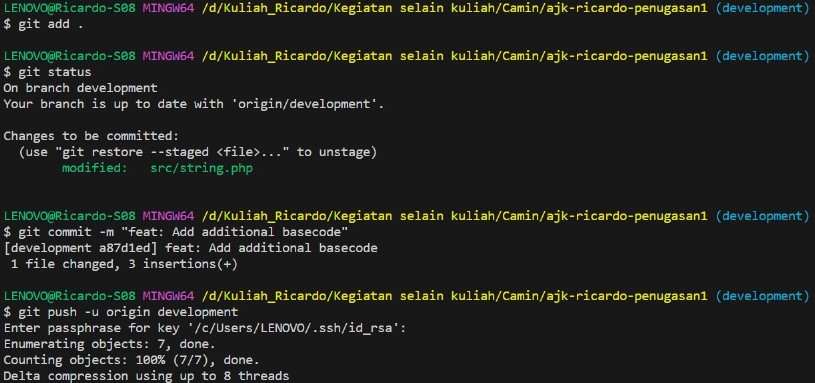 LENOVO@Ricardo-S08 MINGW64 /d/Kuliah_Ricardo/Kegiatan selain kuliah/Camin/ajk-ricardo-penugasan1 (development)
$ git add .
LENOVO@Ricardo-S08 MINGW64 /d/Kuliah_Ricardo/Kegiatan selain kuliah/Camin/ajk-ricardo-penugasan1 (development)
$ git status
On branch development
Your branch is up to date with 'origin/development'.
Changes to be committed:
  (use "git restore --staged <file>..." to unstage)
        modified:   src/string.php
LENOVO@Ricardo-S08 MINGW64 /d/Kuliah_Ricardo/Kegiatan selain kuliah/Camin/ajk-ricardo-penugasan1 (development)
$ git commit -m "feat: Add additional basecode"
[development a87d1ed] feat: Add additional basecode
 1 file changed, 3 insertions(+)
LENOVO@Ricardo-S08 MINGW64 /d/Kuliah_Ricardo/Kegiatan selain kuliah/Camin/ajk-ricardo-penugasan1 (development)
$ git push -u origin development
Enter passphrase for key '/c/Users/LENOVO/.ssh/id_rsa':
Enumerating objects: 7, done.
Counting objects: 100% (7/7), done.
Delta compression using up to 8 threads